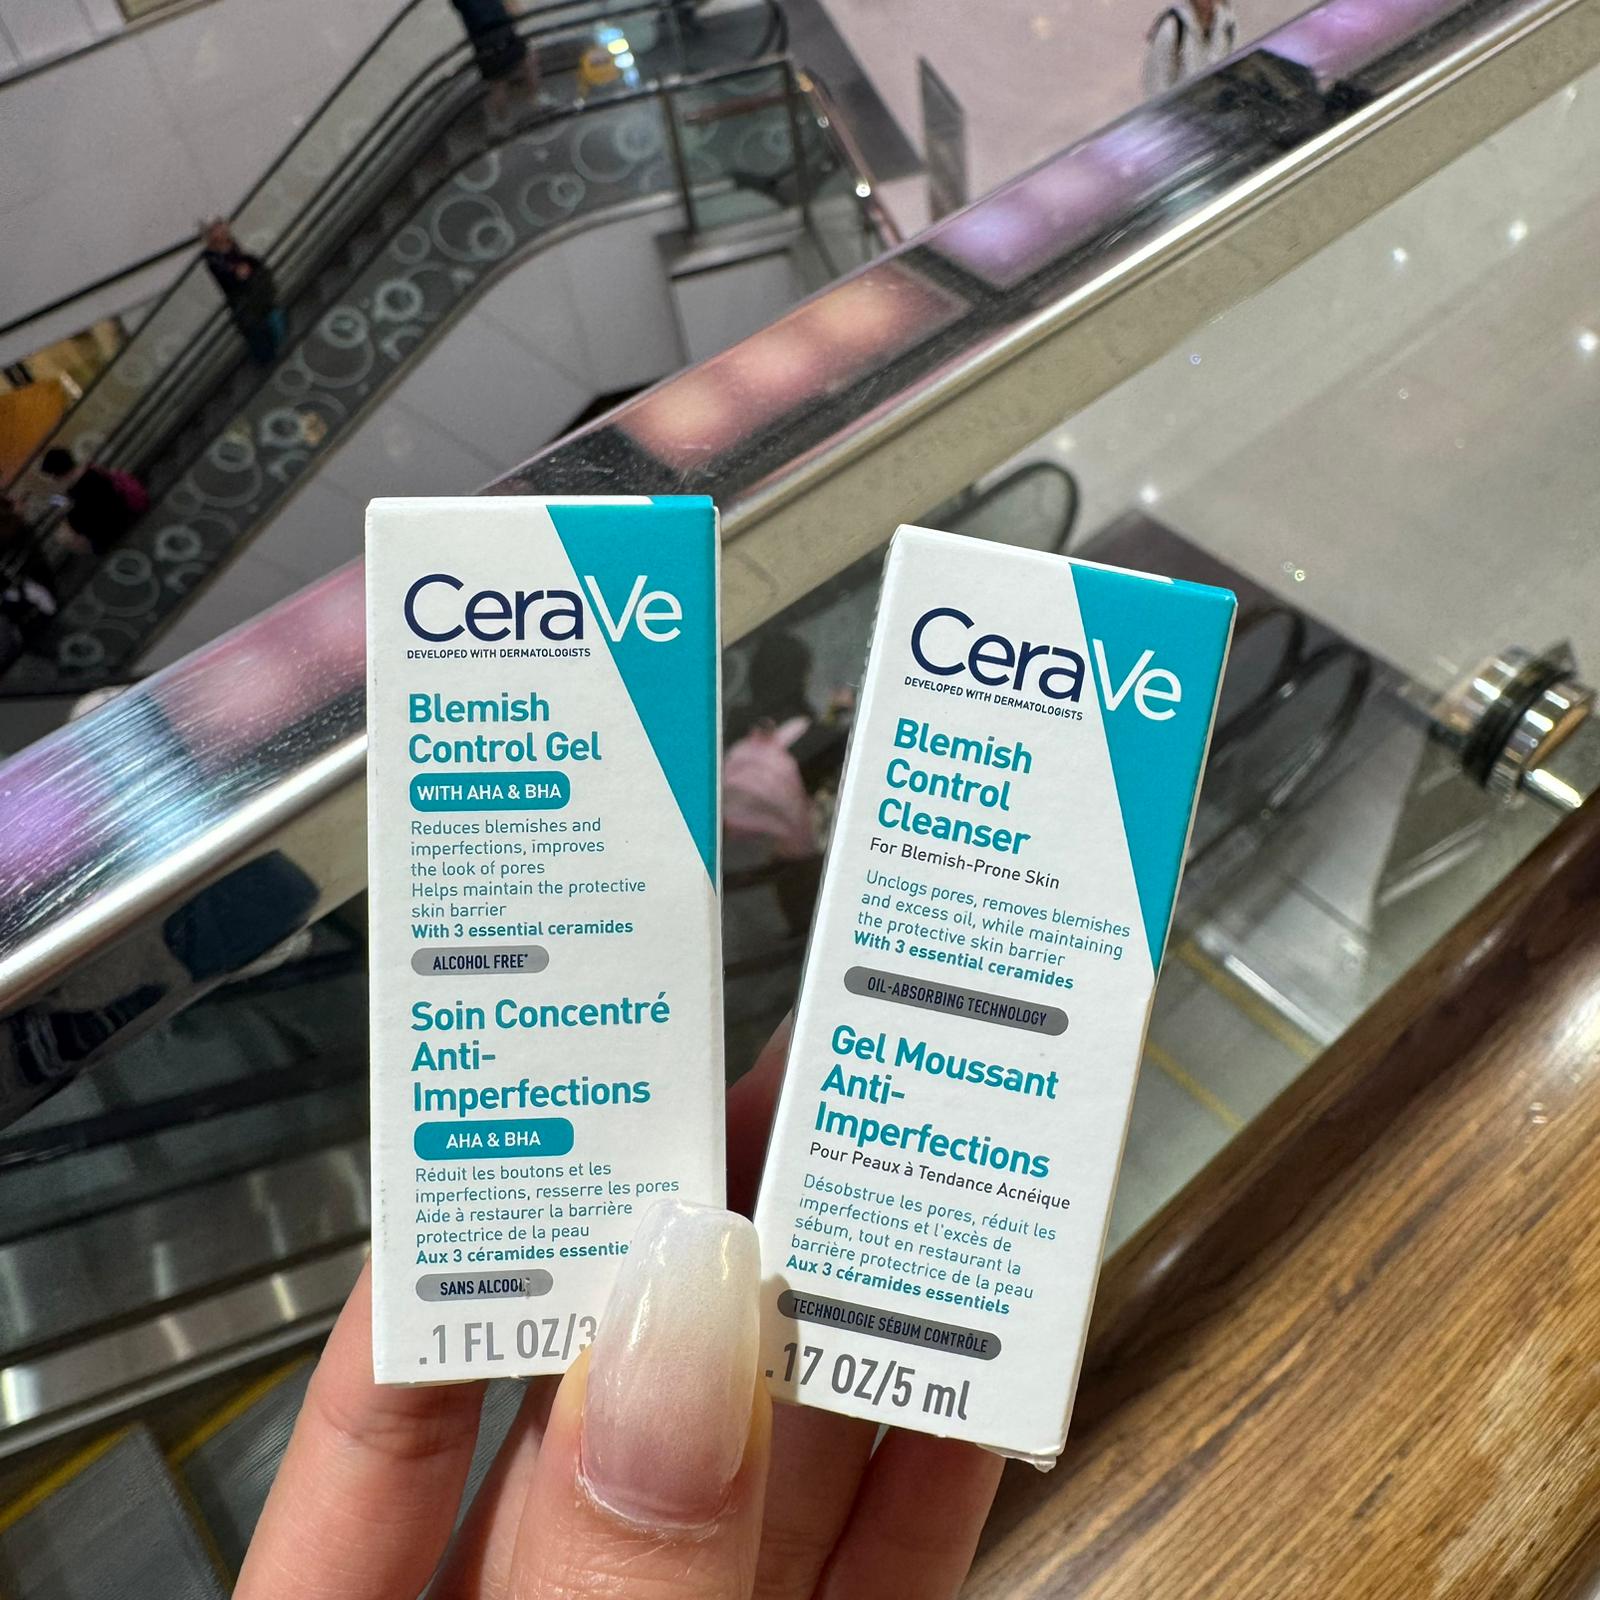 CeraVe
DEVELOPED WITH DERMATOLOGISTS
Blemish
Control Gel
WITH AHA & BHA
Reduces blemishes and
imperfections, improves
the look of pores
Helps maintain the protective
skin barrier
With 3 essential ceramides
ALCOHOL FREE*
Soin Concentré
Anti-
Imperfections
AHA & BHA
Réduit les boutons et les
imperfections, resserre les pores
Aide à restaurer la barrière
protectrice de la peau
Aux 3 céramides
SANS ALCOOL
.1 FL OZ/3
CeraVe
DEVELOPED WITH DERMATOLOGISTS
Blemish
Control
Cleanser
For Blemish-Prone Skin
Unclogs pores, removes blemishes
and excess oil, while maintaining
the protective skin barrier
With 3 essential ceramides
OIL-ABSORBING TECHNOLOGY
Gel Moussant
Anti-
Imperfections
Pour Peaux à Tendance Acnéique
Désobstrue les pores, réduit les
imperfections et l'excès de
sébum, tout en restaurant la
barrière protectrice de la peau
Aux 3 céramides essentiels
TECHNOLOGIE SÉBUM CONTRÔLE
.17 OZ/5 ml